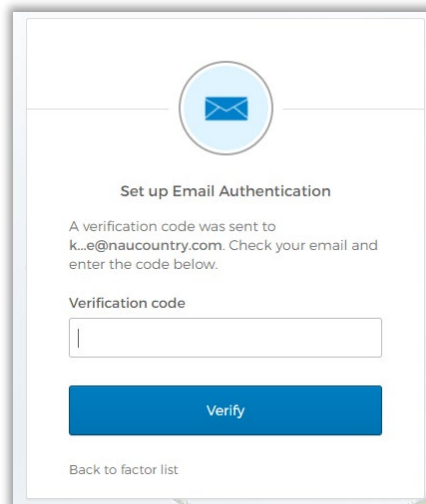 Set up Email Authentication
A verification code was sent to
k...e@naucountry.com. Check your email and
enter the code below.
Verification code
Verify
Back to factor list